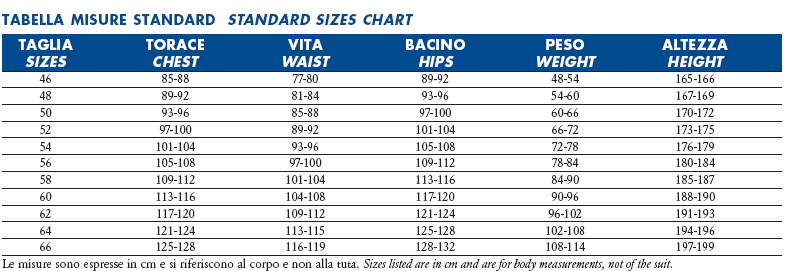 TABELLA MISURE STANDARD STANDARD SIZES CHART
TAGLIA TORACE VITA BACINO PESO ALTEZZA
SIZES CHEST WAIST HIPS WEIGHT HEIGHT
46 85-88 77-80 89-92 48-54 165-166
48 89-92 81-84 93-96 54-60 167-169
50 93-96 85-88 97-100 60-66 170-172
52 97-100 89-92 101-104 66-72 173-175
54 101-104 93-96 105-108 72-78 176-179
56 105-108 97-100 109-112 78-84 180-184
58 109-112 101-104 113-116 84-90 185-187
60 113-116 104-108 117-120 90-96 188-190
62 117-120 109-112 121-124 96-102 191-193
64 121-124 113-115 125-128 102-108 194-196
66 125-128 116-119 128-132 108-114 197-199
Le misure sono espresse in cm e si riferiscono al corpo e non alla tuta. Sizes listed are in cm and are for body measurements, not of the suit.